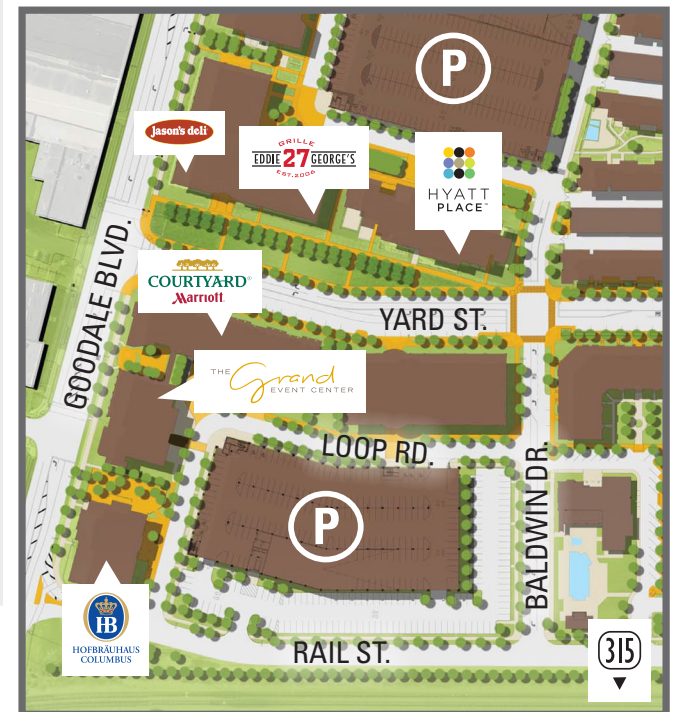 P
Jason's deli
GRILLE
EDDIE 27 GEORGE'S
EST. 2006
HYATT
PLACE™
GOODALE BLVD.
COURTYARD®
Marriott
YARD ST.
THE Grand
EVENT CENTER
LOOP RD.
P
BALDWIN DR.
HB
HOFBRÄUHAUS
COLUMBUS
RAIL ST.
315